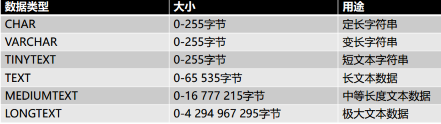 数据类型 大小 用途
CHAR 0-255字节 定长字符串
VARCHAR 0-255字节 变长字符串
TINYTEXT 0-255字节 短文本字符串
TEXT 0-65 535字节 长文本数据
MEDIUMTEXT 0-16 777 215字节 中等长度文本数据
LONGTEXT 0-4 294 967 295字节 极大文本数据